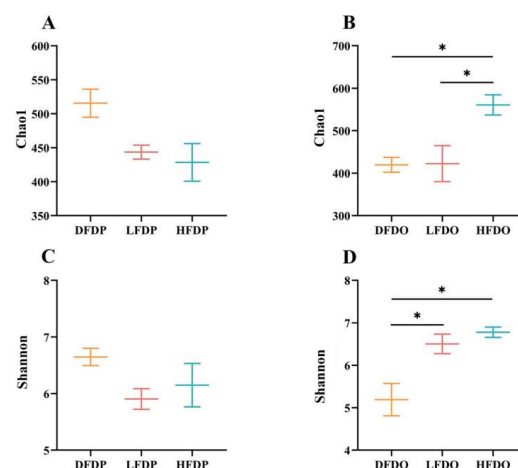 A
600
550
500
450
400
350
Chao1
DFDP LFDP HFDP
B
700
600
500
400
300
Chao1
*
*
DFDO LFDO HFDO
C
8
7
6
5
Shannon
DFDP LFDP HFDP
D
8
7
6
5
4
Shannon
*
*
DFDO LFDO HFDO